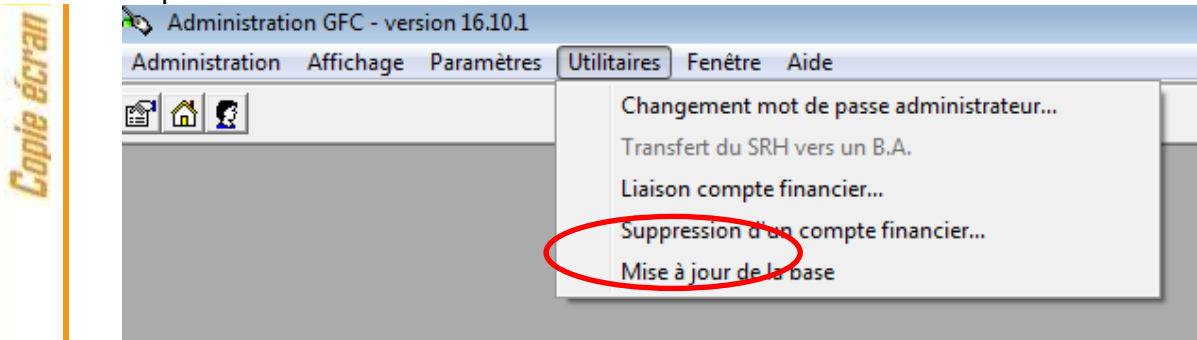 Copie écran
Administration GFC - version 16.10.1
Administration Affichage Paramètres Utilitaires Fenêtre Aide
Changement mot de passe administrateur...
Transfert du SRH vers un B.A.
Liaison compte financier...
Suppression d'un compte financier...
Mise à jour de la base